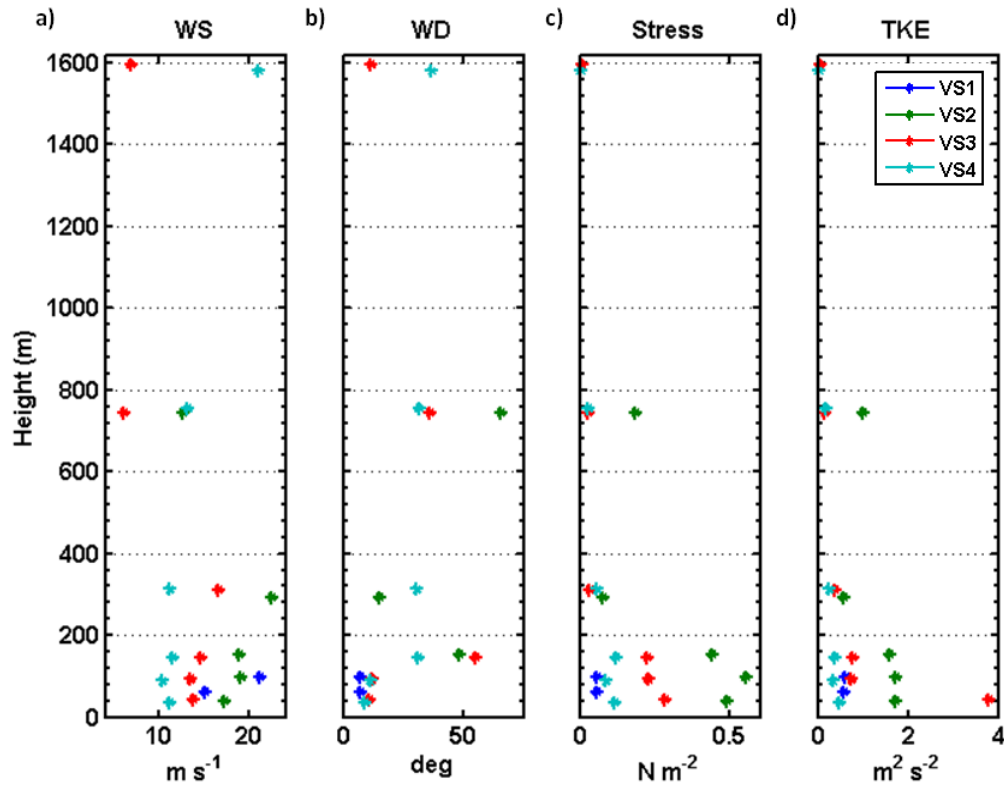 a) WS
b) WD
c) Stress
d) TKE
Height (m)
1600
1400
1200
1000
800
600
400
200
0
10 20
m s⁻¹
0 50
deg
0 0.5
N m⁻²
0 2 4
m² s⁻²
VS1
VS2
VS3
VS4